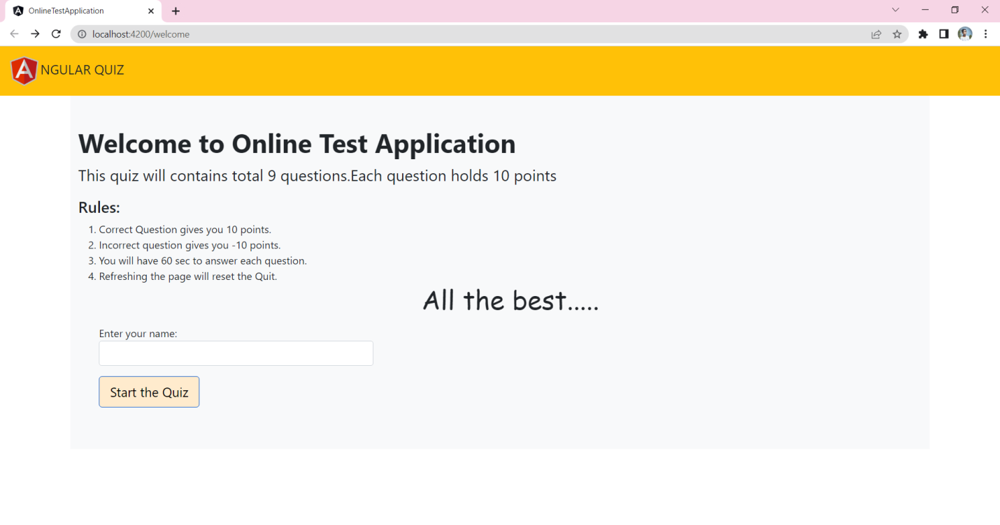 OnlineTestApplication
localhost:4200/welcome
A NGULAR QUIZ
Welcome to Online Test Application
This quiz will contains total 9 questions.Each question holds 10 points
Rules:
1. Correct Question gives you 10 points.
2. Incorrect question gives you -10 points.
3. You will have 60 sec to answer each question.
4. Refreshing the page will reset the Quit.
All the best.....
Enter your name:
Start the Quiz